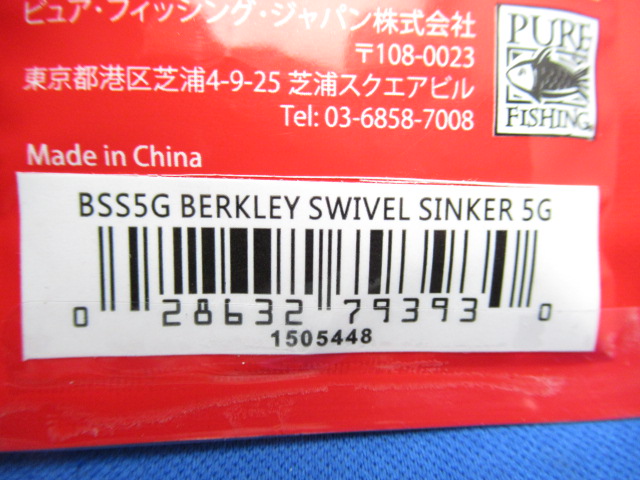 ピュア・フィッシング・ジャパン株式会社
〒108-0023
東京都港区芝浦4-9-25 芝浦スクエアビル
Tel: 03-6858-7008
PURE
FISHING
Made in China
BSS5G BERKLEY SWIVEL SINKER 5G
0 28632 79393 0
1505448